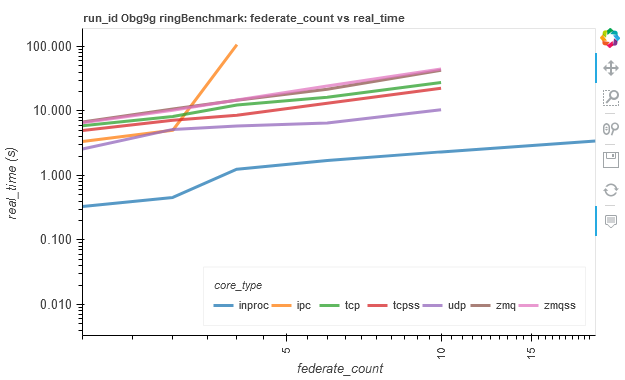 run_id Obg9g ringBenchmark: federate_count vs real_time
100.000
10.000
1.000
0.100
0.010
real_time (s)
core_type
inproc ipc tcp tcpss udp zmq zmqss
5 10 15
federate_count